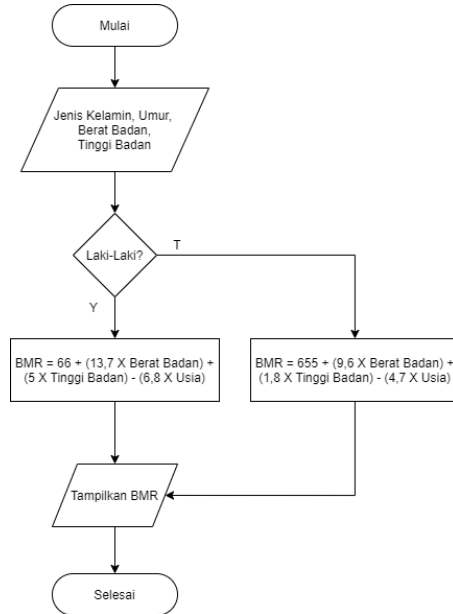 Mulai
Jenis Kelamin, Umur,
Berat Badan,
Tinggi Badan
Laki-Laki?
T
Y
BMR = 66 + (13,7 X Berat Badan) +
(5 X Tinggi Badan) - (6,8 X Usia)
BMR = 655 + (9,6 X Berat Badan) +
(1,8 X Tinggi Badan) - (4,7 X Usia)
Tampilkan BMR
Selesai